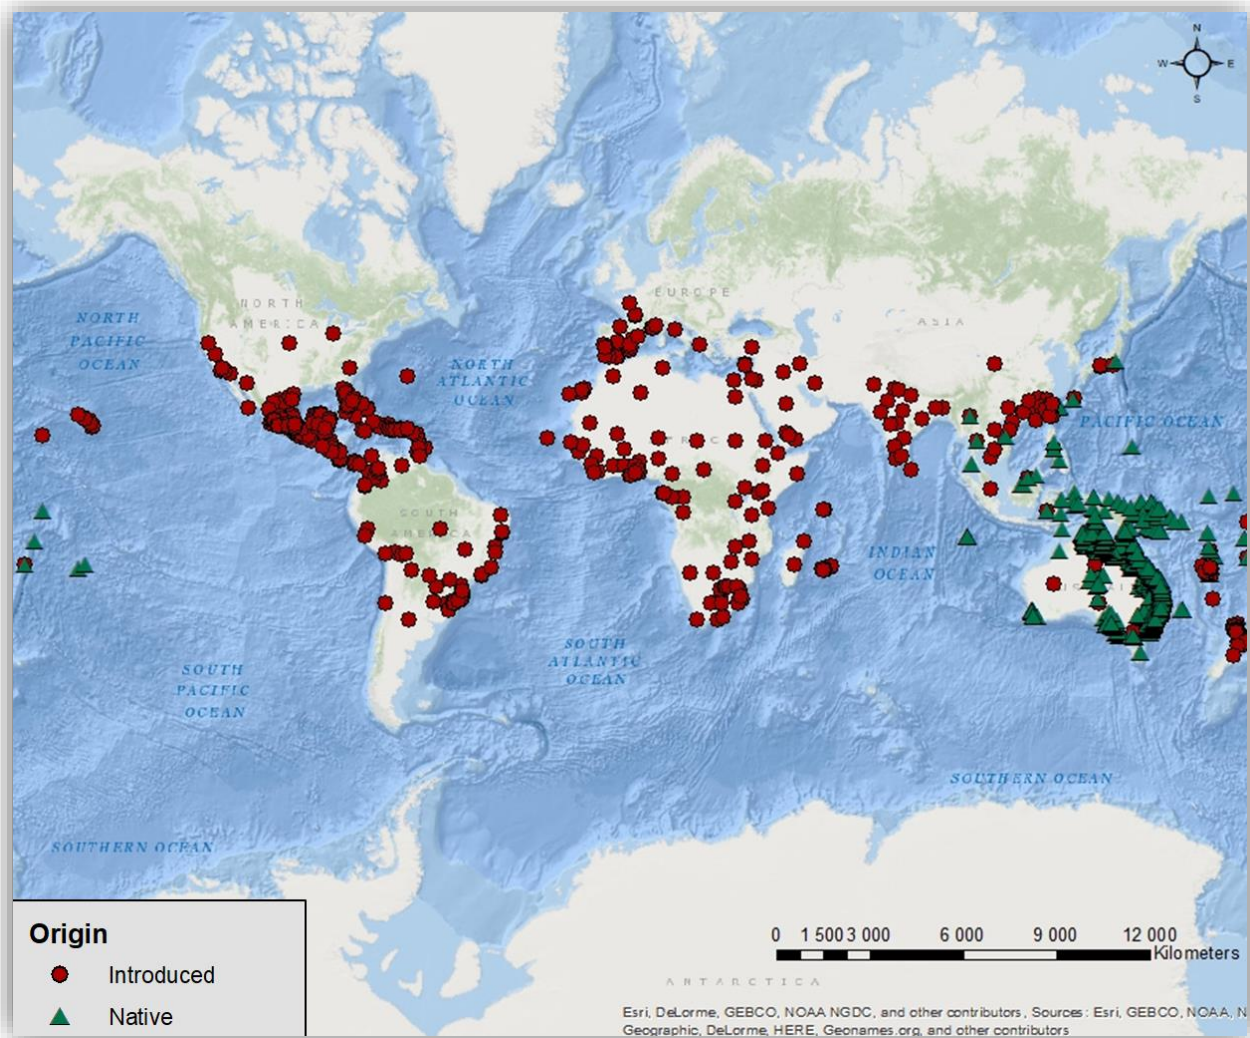 N
W E
S
NORTH
AMERICA
EUROPE
ASIA
NORTH
PACIFIC
OCEAN
NORTH
ATLANTIC
OCEAN
PACIFIC OCEAN
AFRICA
SOUTH
AMERICA
INDIAN
OCEAN
AUSTRALIA
SOUTH
PACIFIC
OCEAN
SOUTH
ATLANTIC
OCEAN
SOUTHERN OCEAN
SOUTHERN OCEAN
Origin
Introduced
Native
0 1 500 3 000 6 000 9 000 12 000
Kilometers
ANTARCTICA
Esri, DeLorme, GEBCO, NOAA NGDC, and other contributors, Sources: Esri, GEBCO, NOAA, N
Geographic, DeLorme, HERE, Geonames.org, and other contributors